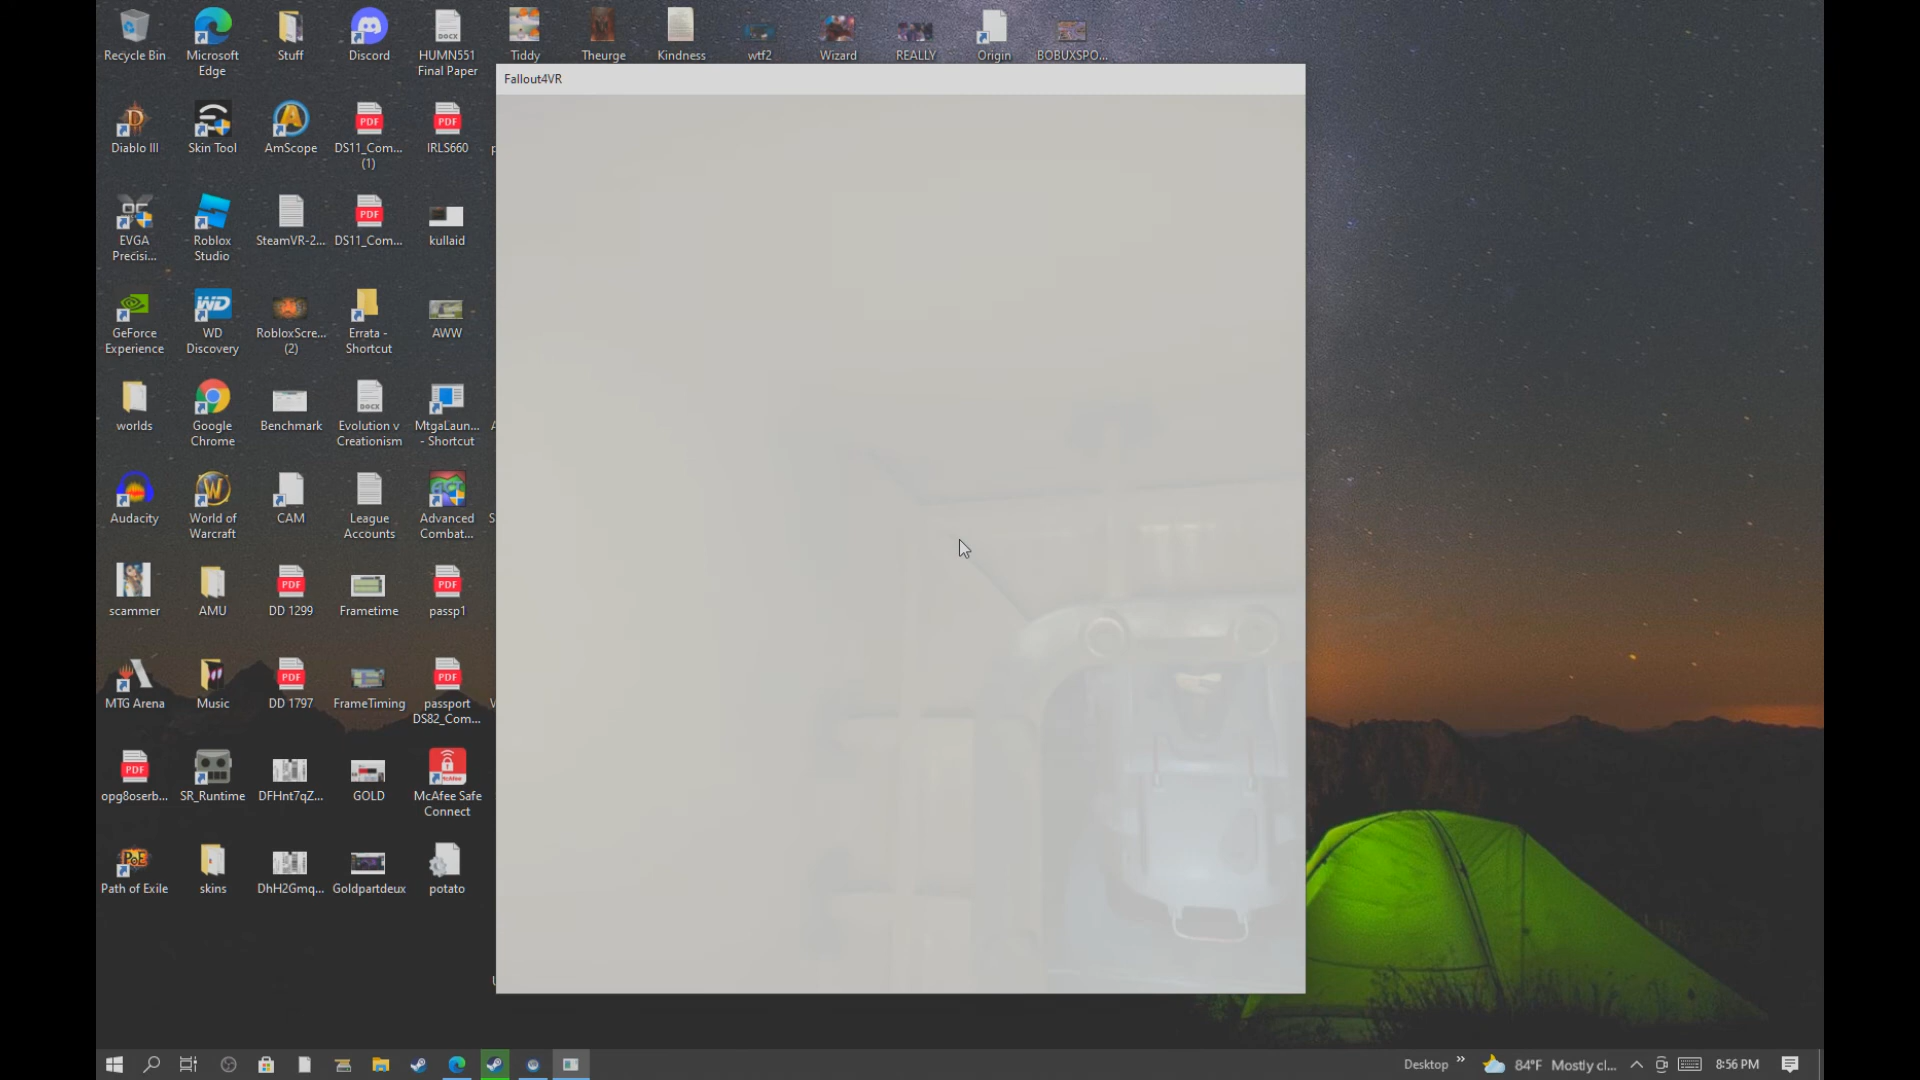 Recycle Bin
Microsoft
Edge
Stuff
Discord
HUMN551
Final Paper
Tiddy
Theurge
Kindness
wtf2
Wizard
REALLY
Origin
BOBUXSPO...
Fallout4VR
Diablo III
Skin Tool
AmScope
DS11_Com...
(1)
IRLS660
EVGA
Precisi...
Roblox
Studio
SteamVR-2...
DS11_Com...
kullaid
GeForce
Experience
WD
Discovery
RobloxScre...
(2)
Errata -
Shortcut
AWW
worlds
Google
Chrome
Benchmark
Evolution v
Creationism
MtgaLaun...
- Shortcut
Audacity
World of
Warcraft
CAM
League
Accounts
Advanced
Combat...
scammer
AMU
DD 1299
Frametime
passp1
MTG Arena
Music
DD 1797
FrameTiming
passport
DS82_Com...
opg8oserb...
SR_Runtime
DFHnt7qZ...
GOLD
McAfee Safe
Connect
Path of Exile
skins
DhH2Gmq...
Goldpartdeux
potato
Desktop
84°F Mostly cl...
8:56 PM